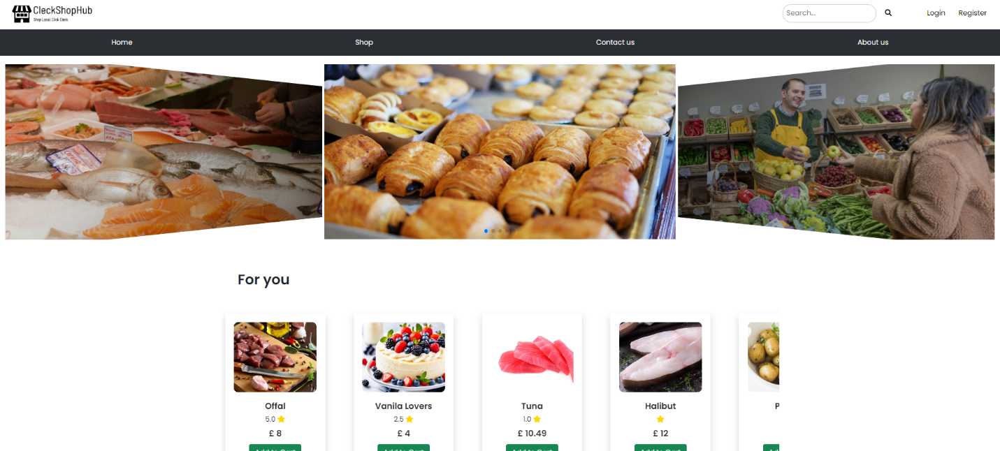 CleckShopHub
Shop Local, Click Cleck
Search...
Login
Register
Home
Shop
Contact us
About us
For you
Offal
5.0
£ 8
Add to Cart
Vanila Lovers
2.5
£ 4
Add to Cart
Tuna
1.0
£ 10.49
Add to Cart
Halibut
£ 12
Add to Cart
P
Ad